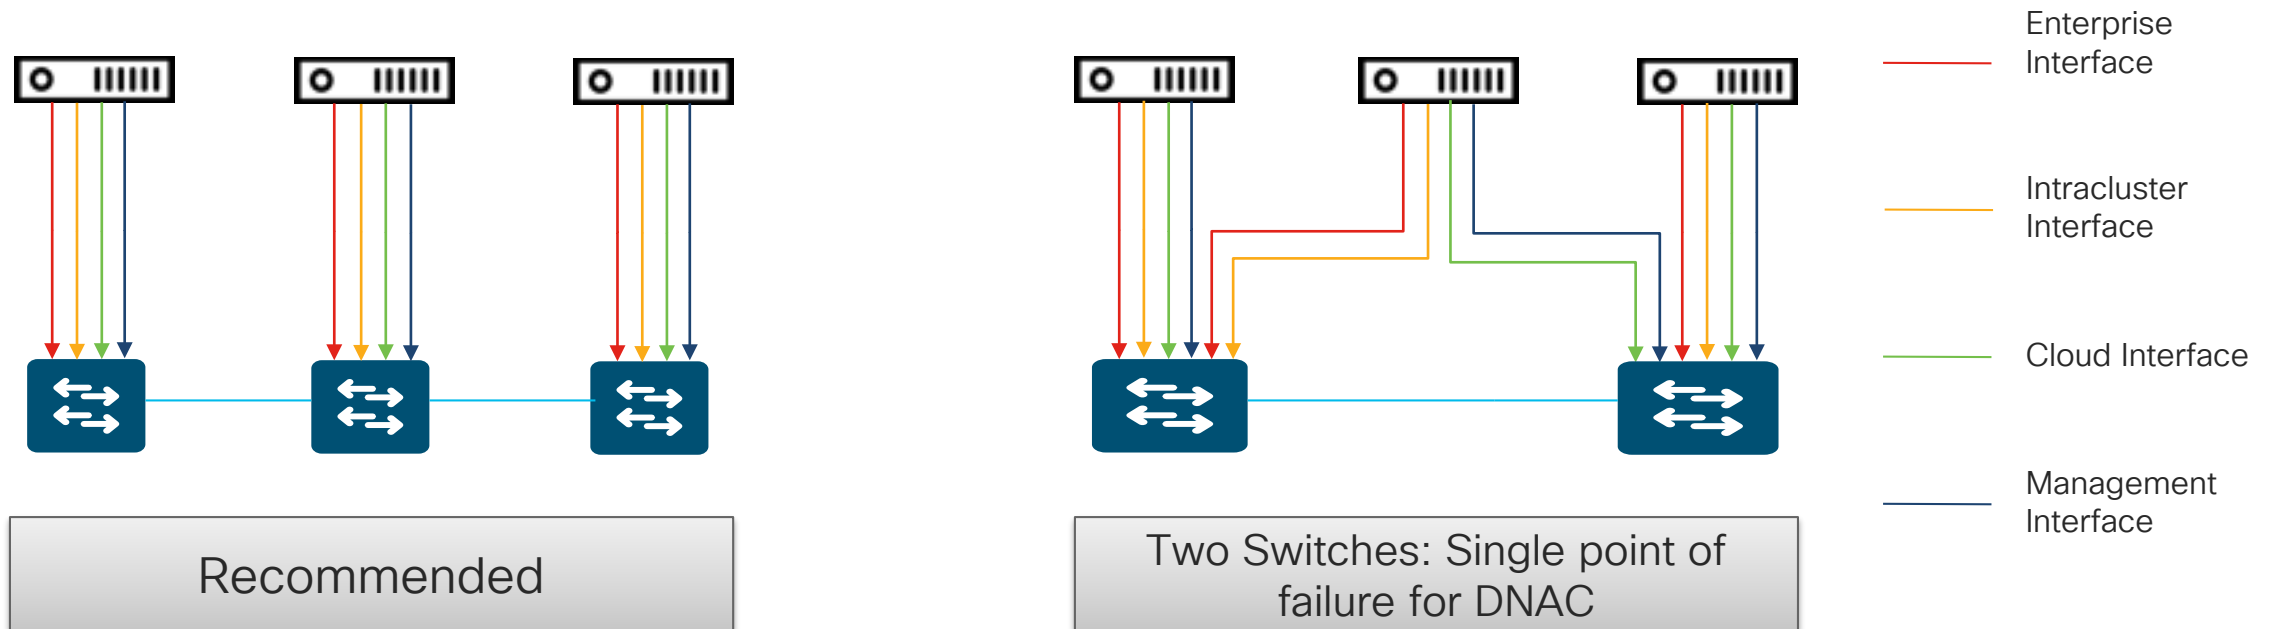 Recommended
Two Switches: Single point of
failure for DNAC
Enterprise
Interface
Intracluster
Interface
Cloud Interface
Management
Interface